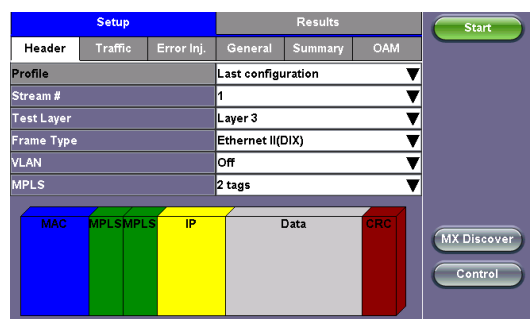 Setup Results Start
Header Traffic Error Inj. General Summary OAM
Profile Last configuration
Stream # 1
Test Layer Layer 3
Frame Type Ethernet II(DIX)
VLAN Off
MPLS 2 tags
MAC MPLS MPLS IP Data CRC
MX Discover
Control